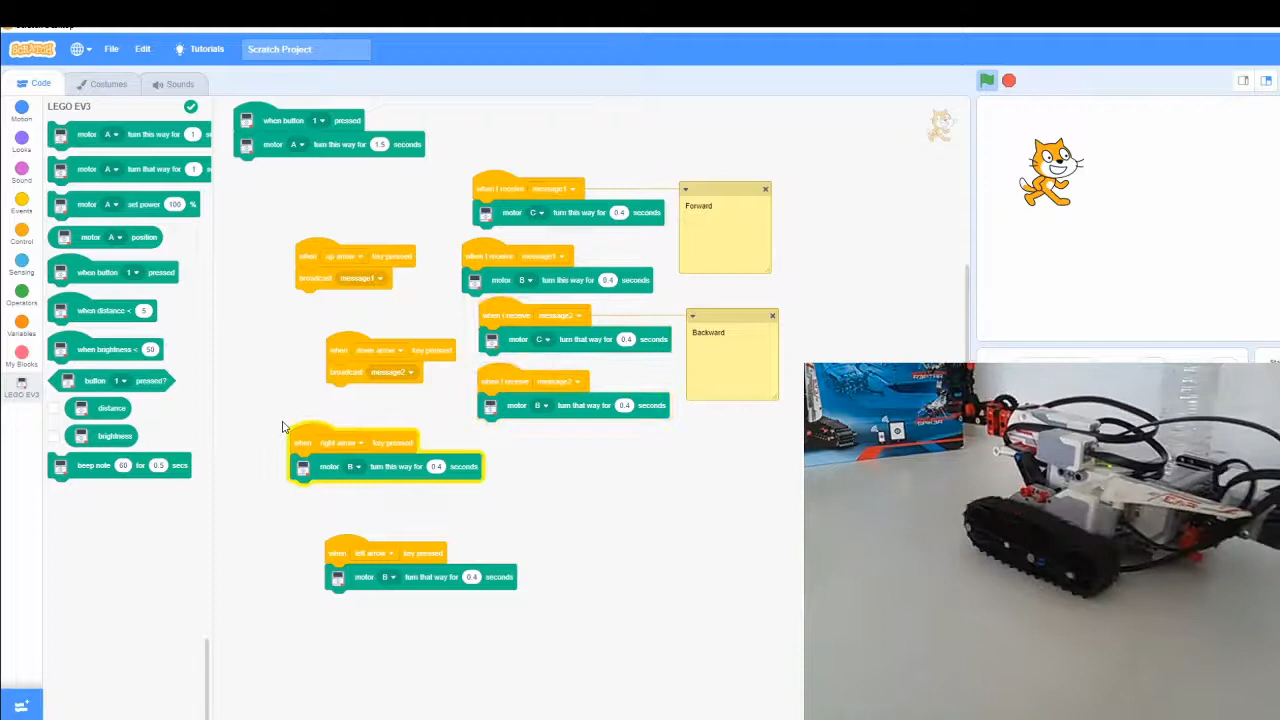 SCRATCH
File
Edit
Tutorials
Scratch Project
Code
Costumes
Sounds
Motion
Looks
Sound
Events
Control
Sensing
Operators
Variables
My Blocks
LEGO EV3
LEGO EV3
motor A turn this way for 1
motor A turn that way for 1
motor A set power 100 %
motor A position
when button 1 pressed
when distance < 5
when brightness < 50
button 1 pressed?
distance
brightness
beep note 60 for 0.5 secs
when button 1 pressed
motor A turn this way for 1.5 seconds
when up arrow key pressed
broadcast message1
when down arrow key pressed
broadcast message2
when right arrow key pressed
motor B turn this way for 0.4 seconds
when left arrow key pressed
motor B turn that way for 0.4 seconds
when I receive message1
motor C turn this way for 0.4 seconds
when I receive message1
motor B turn this way for 0.4 seconds
when I receive message2
motor C turn that way for 0.4 seconds
when I receive message2
motor B turn that way for 0.4 seconds
Forward
Backward